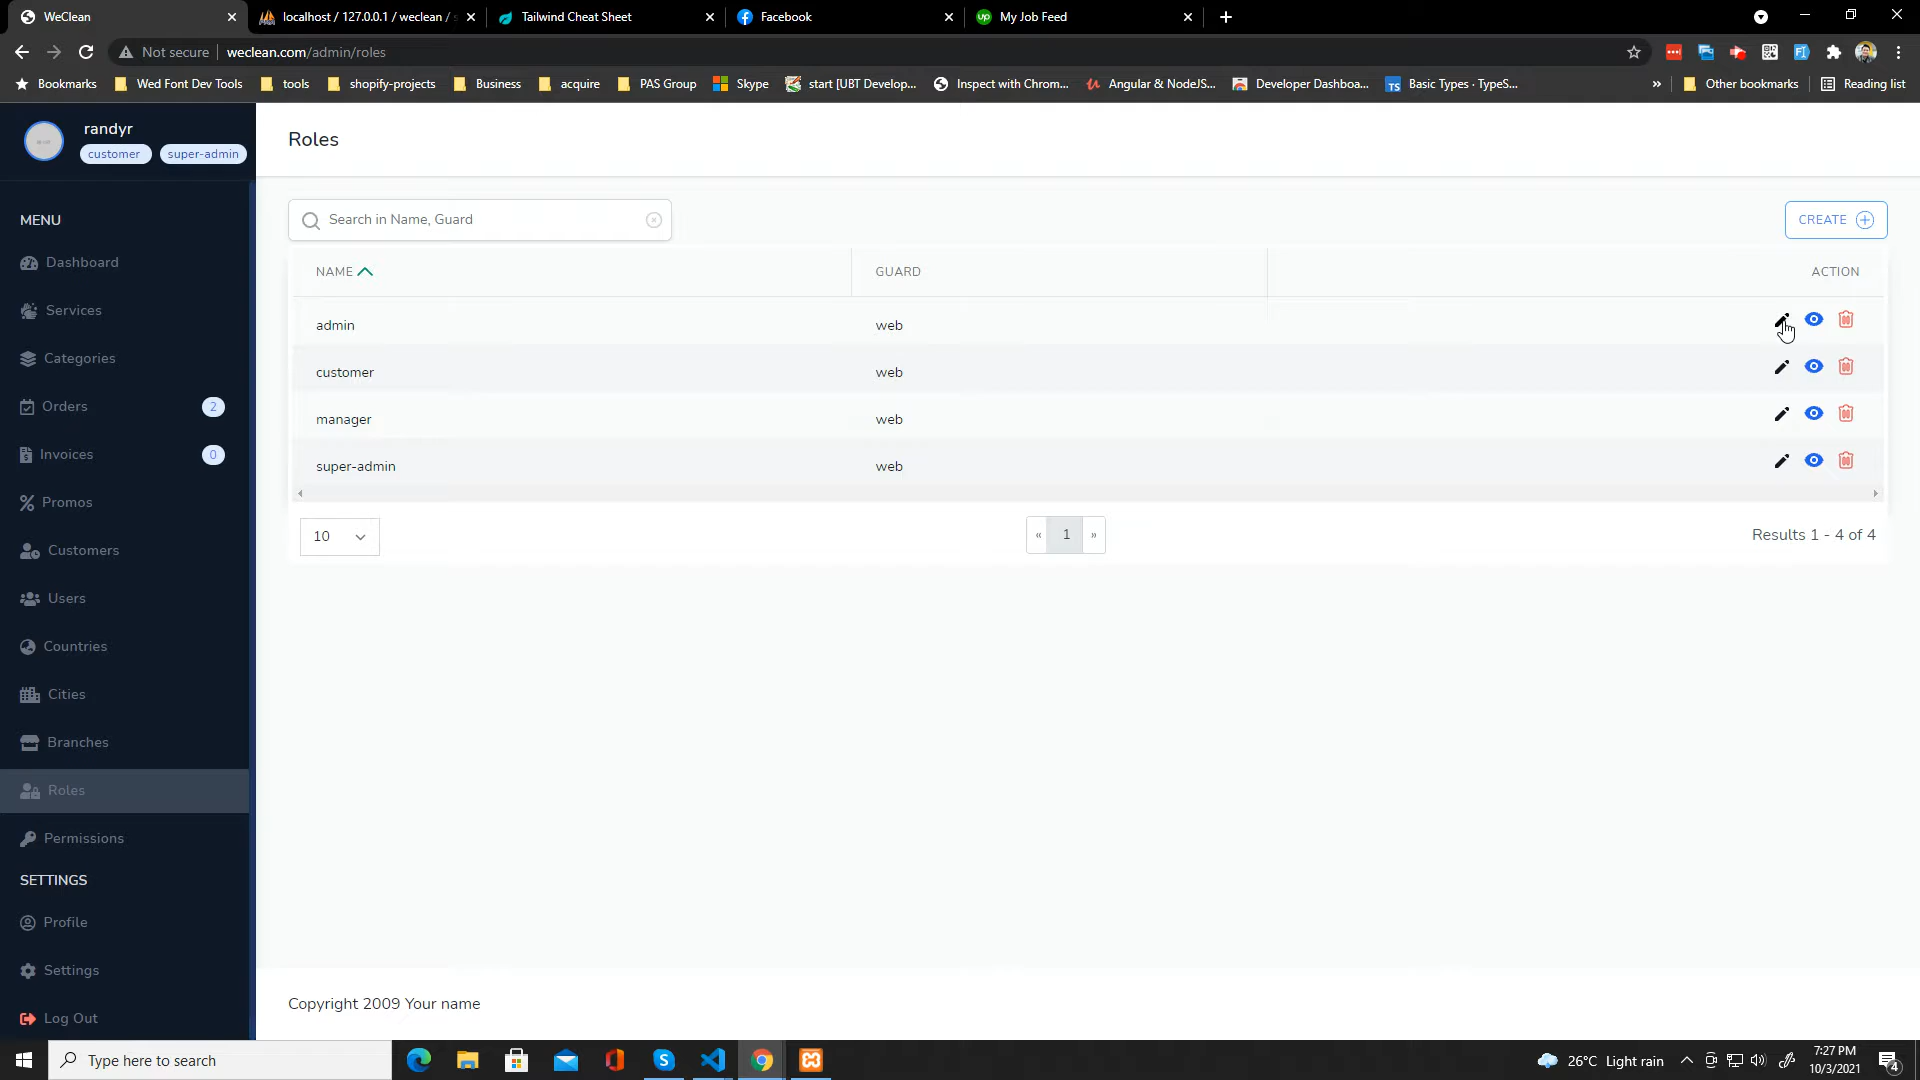 WeClean
localhost / 127.0.0.1 / weclean /
Tailwind Cheat Sheet
Facebook
My Job Feed
Not secure
weclean.com/admin/roles
Bookmarks
Wed Font Dev Tools
tools
shopify-projects
Business
acquire
PAS Group
Skype
start [UBT Develop...
Inspect with Chrom...
Angular & NodeJS...
Developer Dashboa...
TS
Basic Types · TypeS...
»
Other bookmarks
Reading list
randyr
customer
super-admin
MENU
Dashboard
Services
Categories
Orders
2
Invoices
0
Promos
Customers
Users
Countries
Cities
Branches
Roles
Permissions
SETTINGS
Profile
Settings
Log Out
Roles
Search in Name, Guard
CREATE
NAME
GUARD
ACTION
admin
web
customer
web
manager
web
super-admin
web
10
«
1
»
Results 1 - 4 of 4
Copyright 2009 Your name
Type here to search
26°C Light rain
7:27 PM
10/3/2021
4